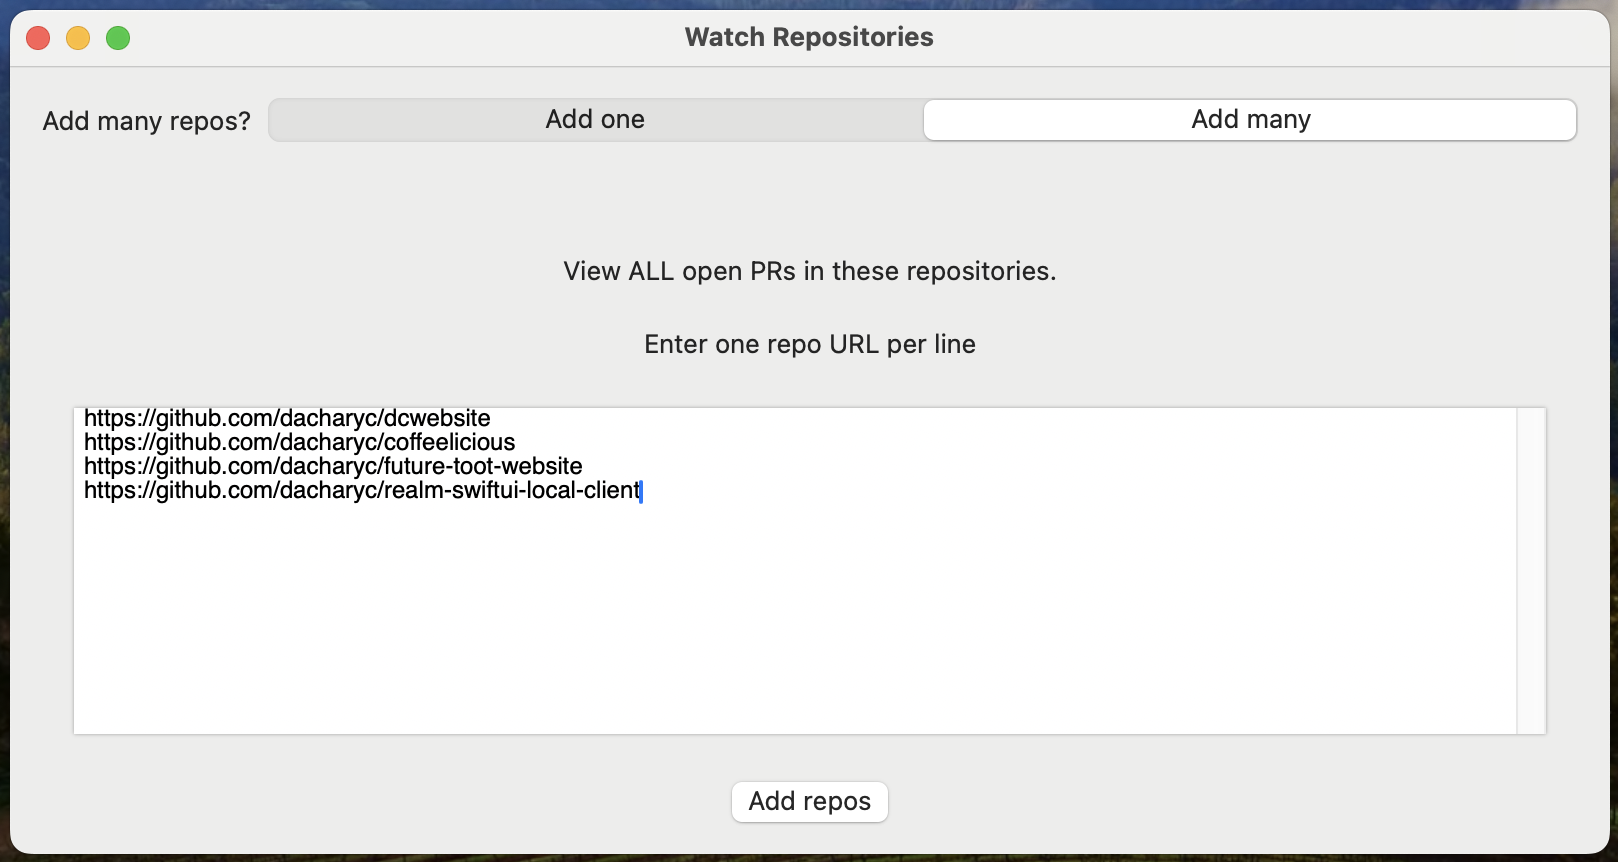 Watch Repositories
Add many repos? Add one Add many
View ALL open PRs in these repositories.
Enter one repo URL per line
https://github.com/dacharyc/dcwebsite
https://github.com/dacharyc/coffeelicious
https://github.com/dacharyc/future-toot-website
https://github.com/dacharyc/realm-swiftui-local-client
Add repos